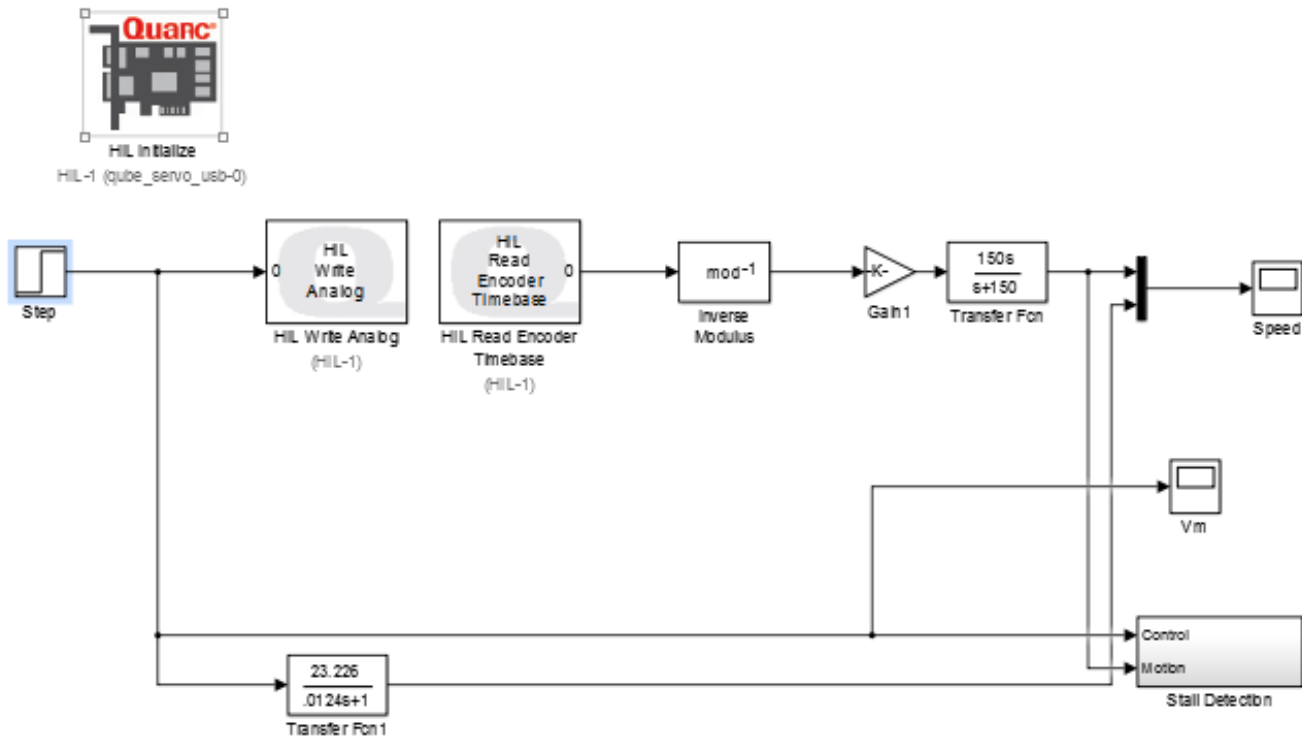 QUARC®
HIL Initialize
HIL-1 (qube_servo_usb-0)
Step
0
HIL
Write
Analog
HIL Write Analog
(HIL-1)
HIL
Read
Encoder
Timebase
0
HIL Read Encoder
Timebase
(HIL-1)
mod-1
Inverse
Modulus
-K-
Gain1
150s
s+150
Transfer Fcn
Speed
Vm
Control
Motion
Stall Detection
23.226
.0124s+1
Transfer Fcn1